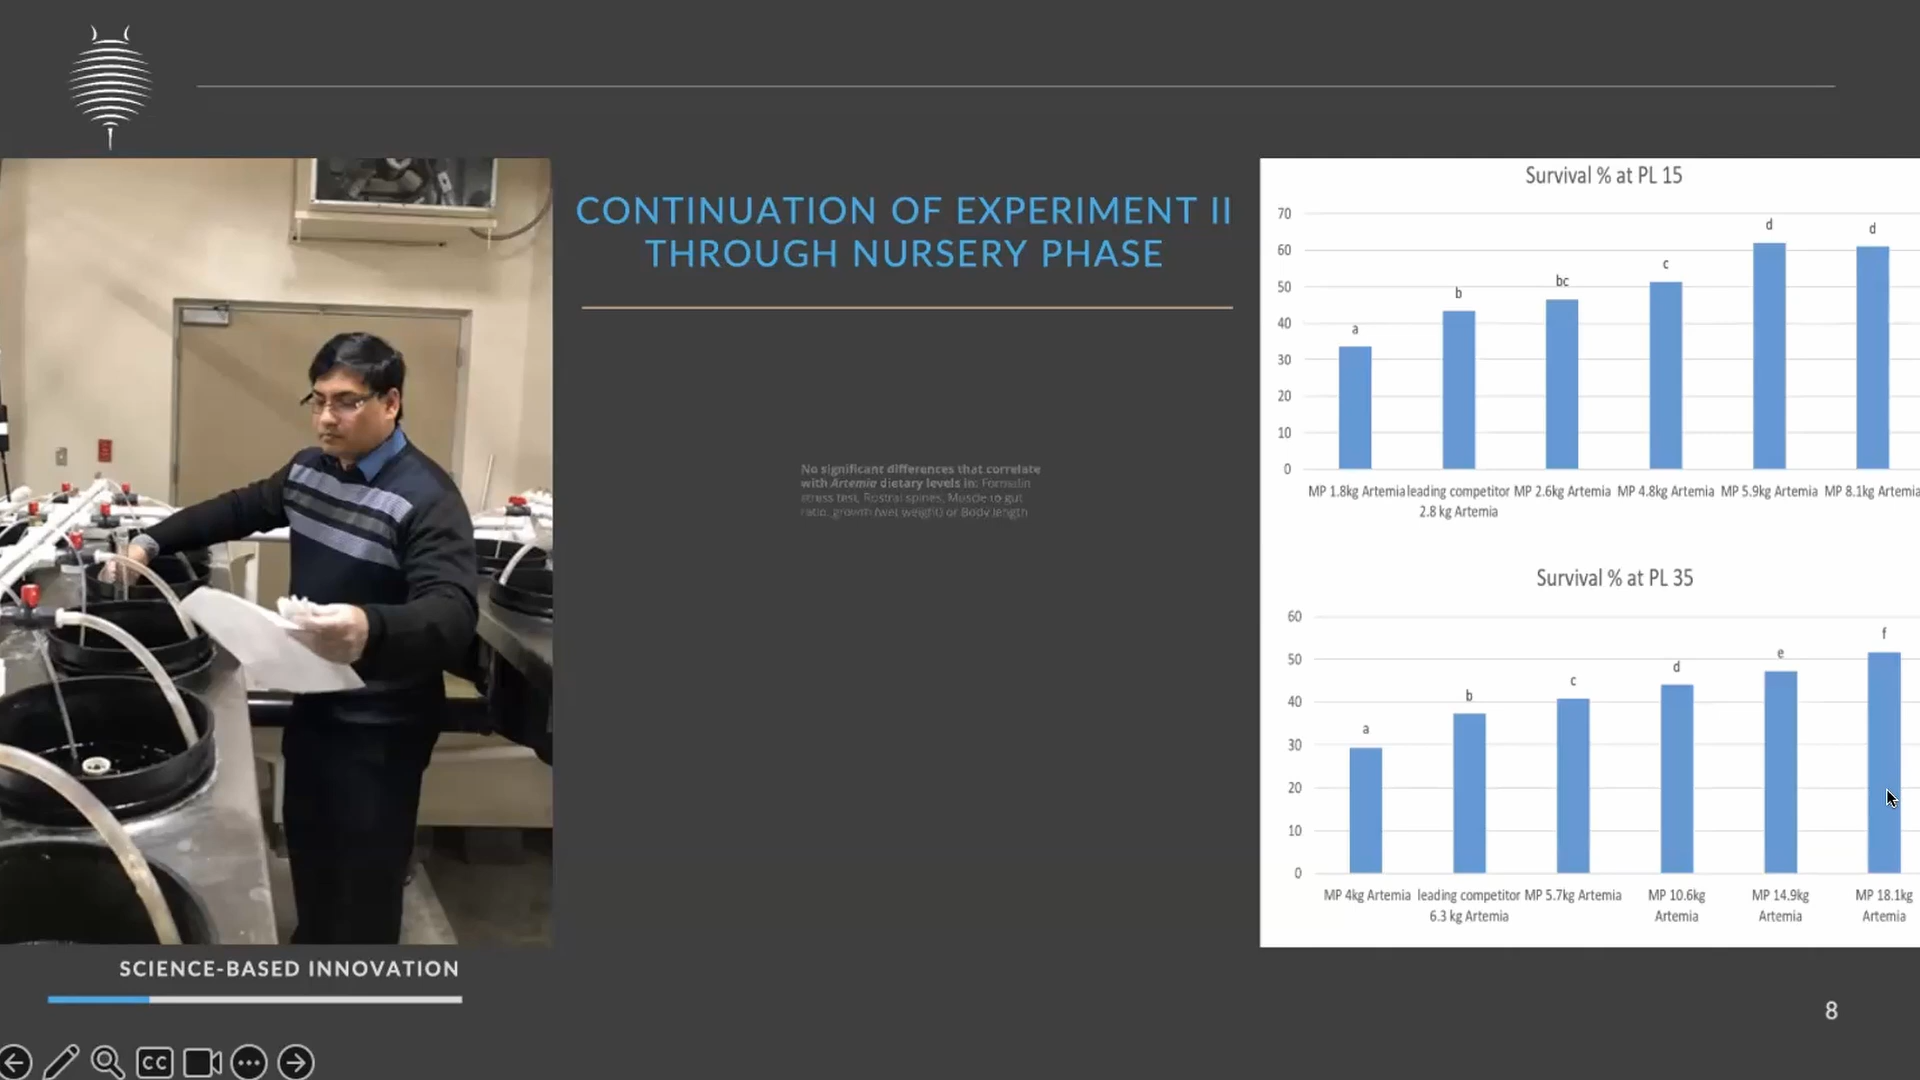 CONTINUATION OF EXPERIMENT II
THROUGH NURSERY PHASE
No significant differences that correlate
with Artemia dietary levels in: Formalin
stress test, Rostral spines, Muscle to gut
ratio, growth (wet weight) or Body length
Survival % at PL 15
70
60
50
40
30
20
10
0
a
b
bc
c
d
d
MP 1.8kg Artemia
leading competitor
2.8 kg Artemia
MP 2.6kg Artemia
MP 4.8kg Artemia
MP 5.9kg Artemia
MP 8.1kg Artemia
Survival % at PL 35
60
50
40
30
20
10
0
a
b
c
d
e
f
MP 4kg Artemia
leading competitor
6.3 kg Artemia
MP 5.7kg Artemia
MP 10.6kg
Artemia
MP 14.9kg
Artemia
MP 18.1kg
Artemia
SCIENCE-BASED INNOVATION
8
CC